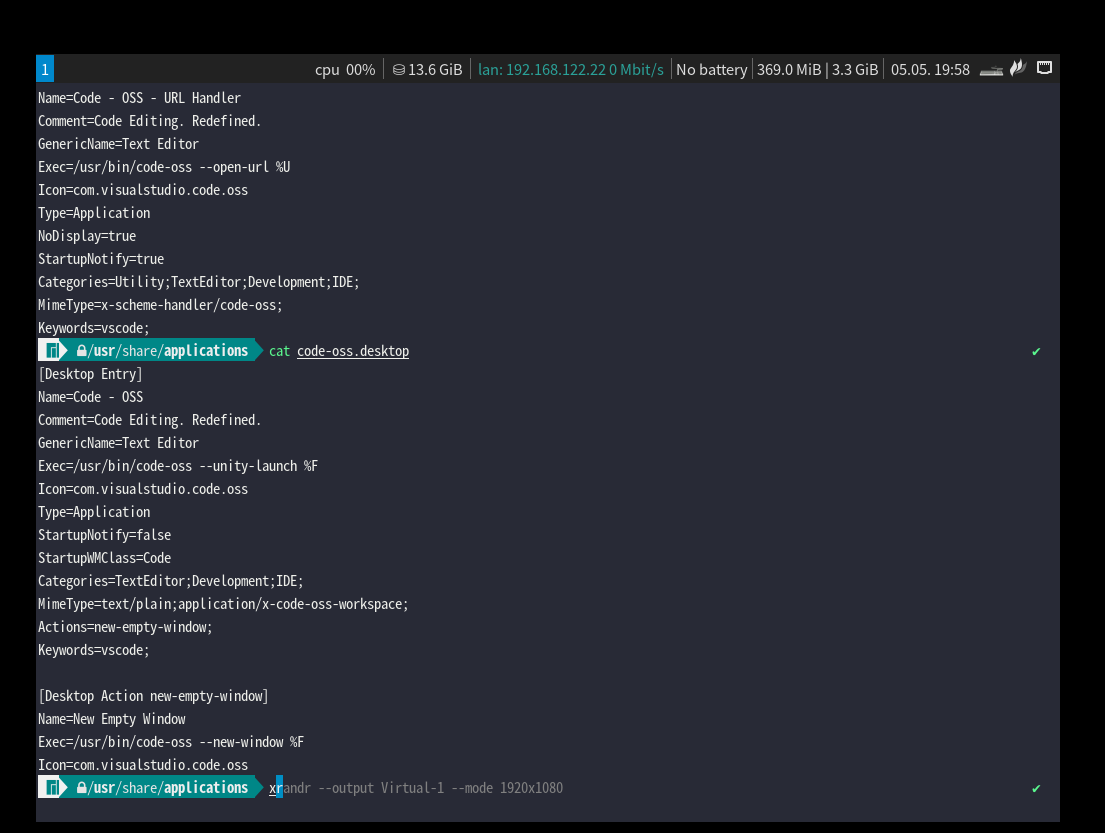 1 cpu 00% 13.6 GiB lan: 192.168.122.22 0 Mbit/s No battery 369.0 MiB | 3.3 GiB 05.05. 19:58
Name=Code - OSS - URL Handler
Comment=Code Editing. Redefined.
GenericName=Text Editor
Exec=/usr/bin/code-oss --open-url %U
Icon=com.visualstudio.code.oss
Type=Application
NoDisplay=true
StartupNotify=true
Categories=Utility;TextEditor;Development;IDE;
MimeType=x-scheme-handler/code-oss;
Keywords=vscode;
/usr/share/applications cat code-oss.desktop ✔
[Desktop Entry]
Name=Code - OSS
Comment=Code Editing. Redefined.
GenericName=Text Editor
Exec=/usr/bin/code-oss --unity-launch %F
Icon=com.visualstudio.code.oss
Type=Application
StartupNotify=false
StartupWMClass=Code
Categories=TextEditor;Development;IDE;
MimeType=text/plain;application/x-code-oss-workspace;
Actions=new-empty-window;
Keywords=vscode;
[Desktop Action new-empty-window]
Name=New Empty Window
Exec=/usr/bin/code-oss --new-window %F
Icon=com.visualstudio.code.oss
/usr/share/applications xrandr --output Virtual-1 --mode 1920x1080 ✔